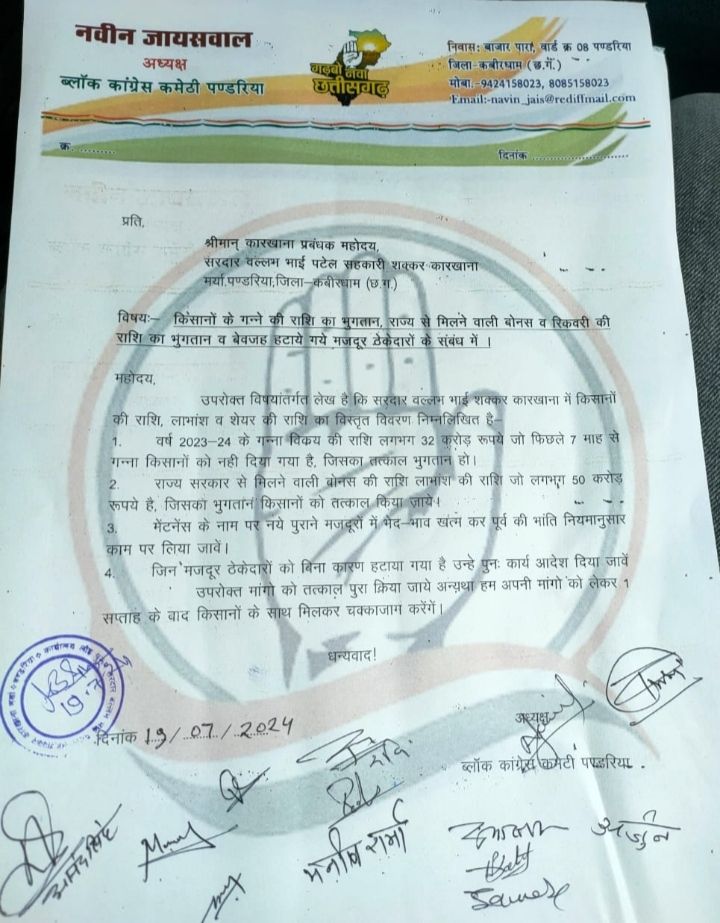 नवीन जायसवाल
अध्यक्ष
ब्लॉक कांग्रेस कमेटी पण्डरिया
गढ़बो नवा
छत्तीसगढ़
निवास: बाजार पारा, वार्ड क्र 08 पण्डरिया
जिला-कबीरधाम (छ.ग.)
मोबा.-9424158023, 8085158023
Email:-navin_jais@rediffmail.com
क्र. ...............
दिनांक ...........................
प्रति,
श्रीमान् कारखाना प्रबंधक महोदय,
सरदार वल्लभ भाई पटेल सहकारी शक्कर कारखाना
मर्या.पण्डरिया,जिला–कबीरधाम (छ.ग.)
विषयः– किसानों के गन्ने की राशि का भुगतान, राज्य से मिलने वाली बोनस व रिकवरी की
राशि का भुगतान व बेवजह हटाये गये मजदूर ठेकेदारों के संबंध में ।
महोदय,
उपरोक्त विषयांतर्गत लेख है कि सरदार वल्लभ भाई शक्कर कारखाना में किसानों
की राशि, लाभांश व शेयर की राशि का विस्तृत विवरण निम्नलिखित है–
1. वर्ष 2023–24 के गन्ना विकय की राशि लगभग 32 करोड़ रूपये जो फिछले 7 माह से
गन्ना किसानों को नही दिया गया है, जिसका तत्काल भुगतान हो।
2. राज्य सरकार से मिलने वाली बोनस की राशि लाभांश की राशि जो लगभग 50 करोड़
रूपये है, जिसका भुगतान किसानों को तत्काल किया जाये।
3. मेंटनेंस के नाम पर नये पुराने मजदूरों में भेद–भाव खत्म कर पूर्व की भांति नियमानुसार
काम पर लिया जावें।
4. जिन मजदूर ठेकेदारों को बिना कारण हटाया गया है उन्हे पुनः कार्य आदेश दिया जावें
उपरोक्त मांगो को तत्काल पुरा किया जाये अन्यथा हम अपनी मांगो को लेकर 1
सप्ताह के बाद किसानों के साथ मिलकर चक्काजाग करेंगें।
धन्यवाद!
दिनांक 19/07/2024
अध्यक्ष
ब्लॉक कांग्रेस कमेटी पण्डरिया .
मनीष शर्मा
अर्जुन